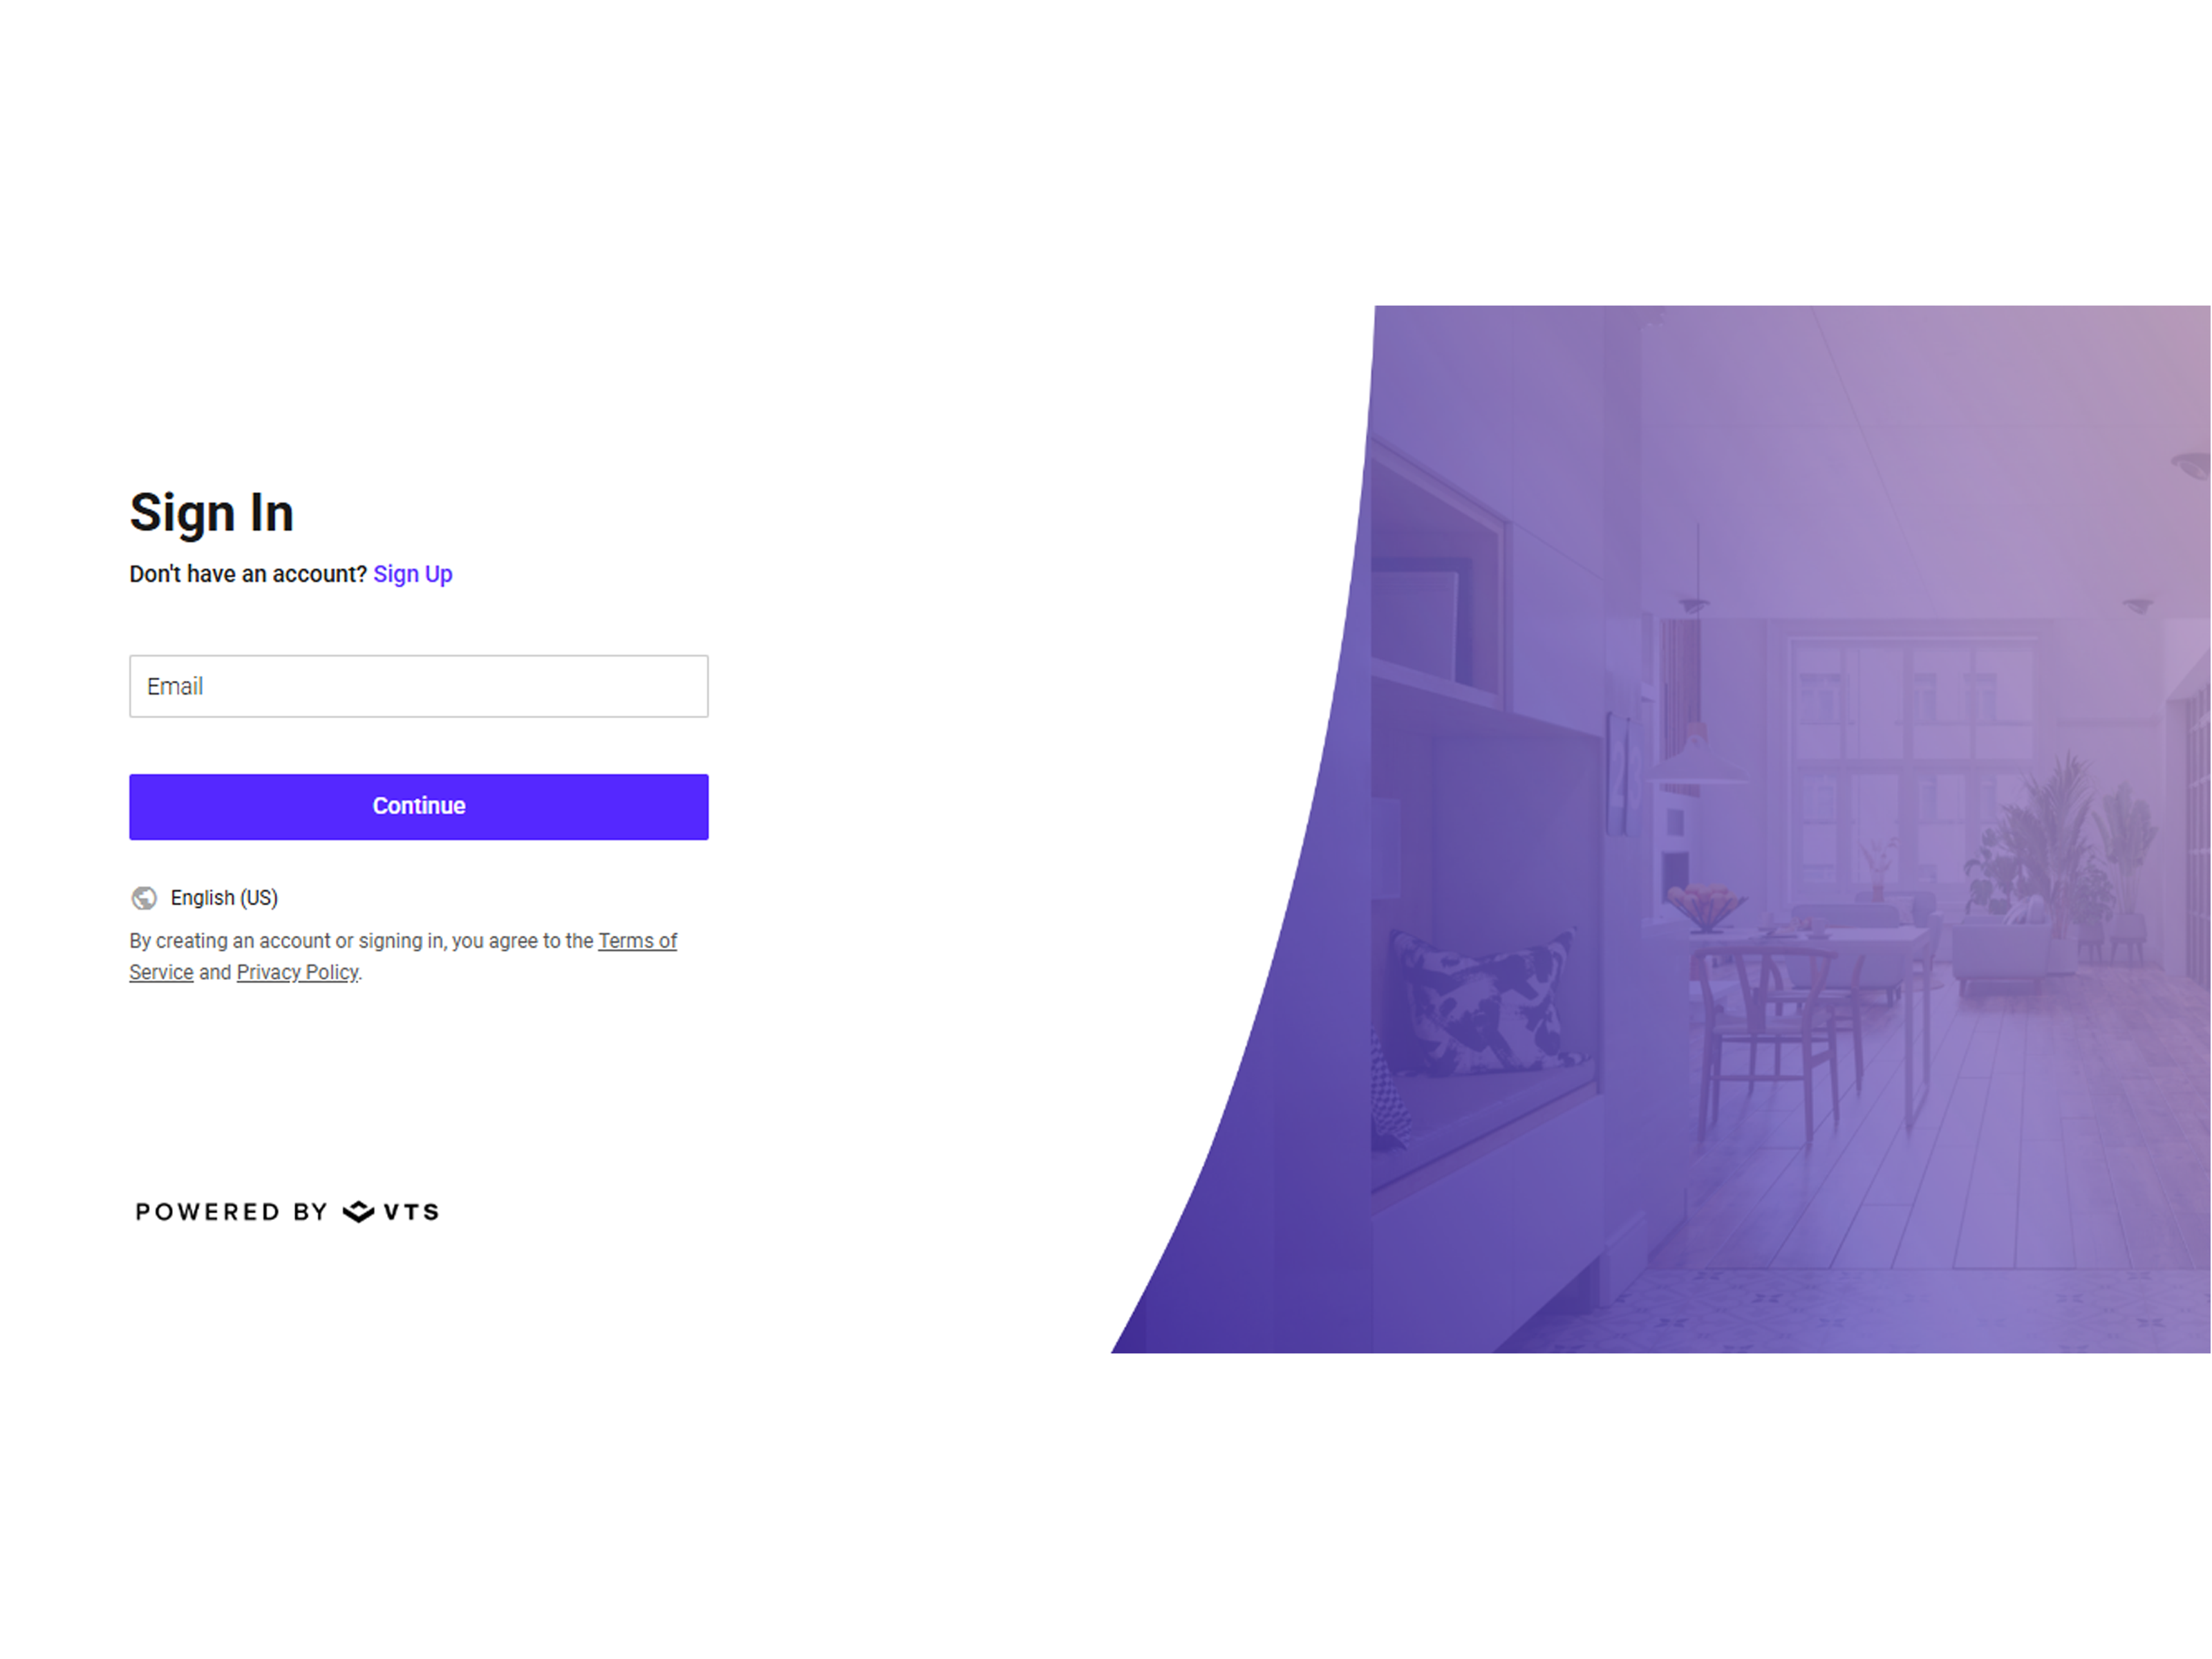 Sign In
Don't have an account? Sign Up
Email
Continue
English (US)
By creating an account or signing in, you agree to the Terms of
Service and Privacy Policy.
POWERED BY VTS